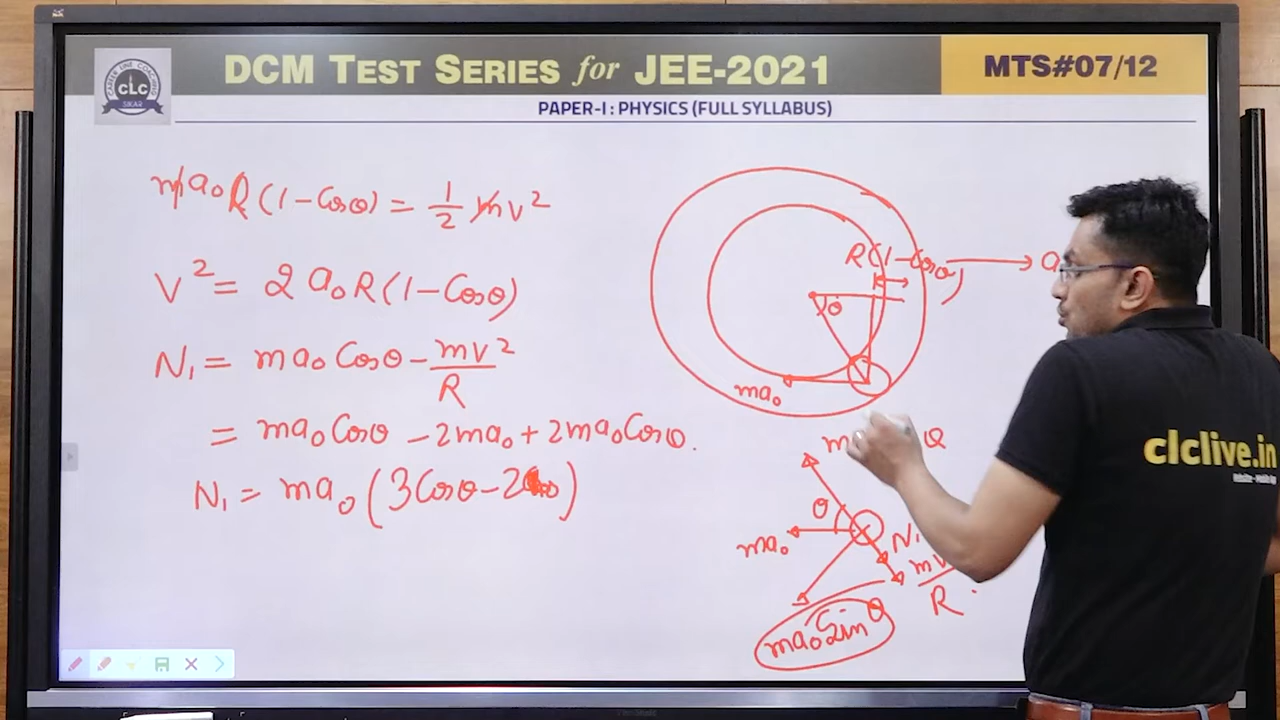 DCM TEST SERIES for JEE-2021
MTS#07/12
CLC
SIKAR
PAPER-I : PHYSICS (FULL SYLLABUS)
ma₀R(1-Cosθ) = 1/2 mv²
V² = 2a₀R(1-Cosθ)
N₁ = ma₀Cosθ - mv²/R
= ma₀Cosθ - 2ma₀ + 2ma₀Cosθ.
N₁ = ma₀(3Cosθ-2)
R(1-Cosθ)
a
θ
ma₀
θ
θ
ma₀
N₁
mv
R
ma₀Sinθ
clclive.in